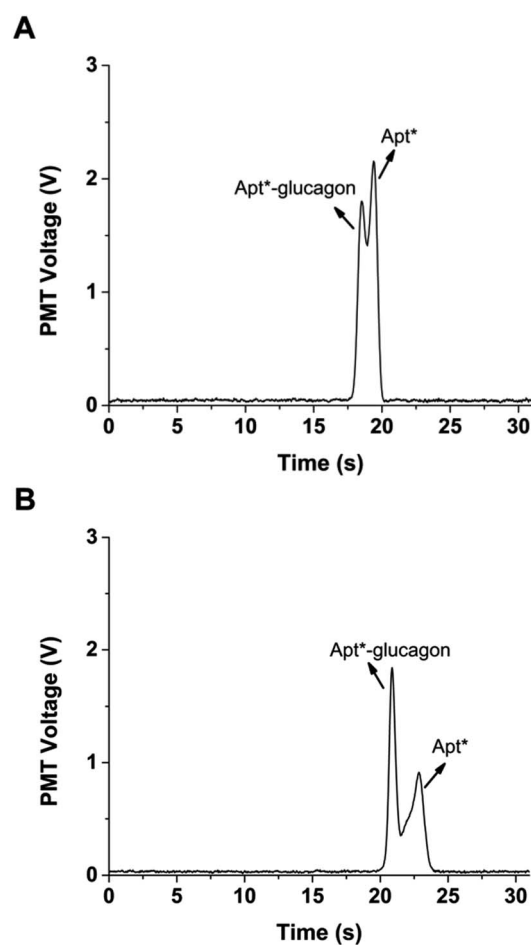 A
3
2
1
0
PMT Voltage (V)
Apt*-glucagon
Apt*
0 5 10 15 20 25 30
Time (s)
B
3
2
1
0
PMT Voltage (V)
Apt*-glucagon
Apt*
0 5 10 15 20 25 30
Time (s)